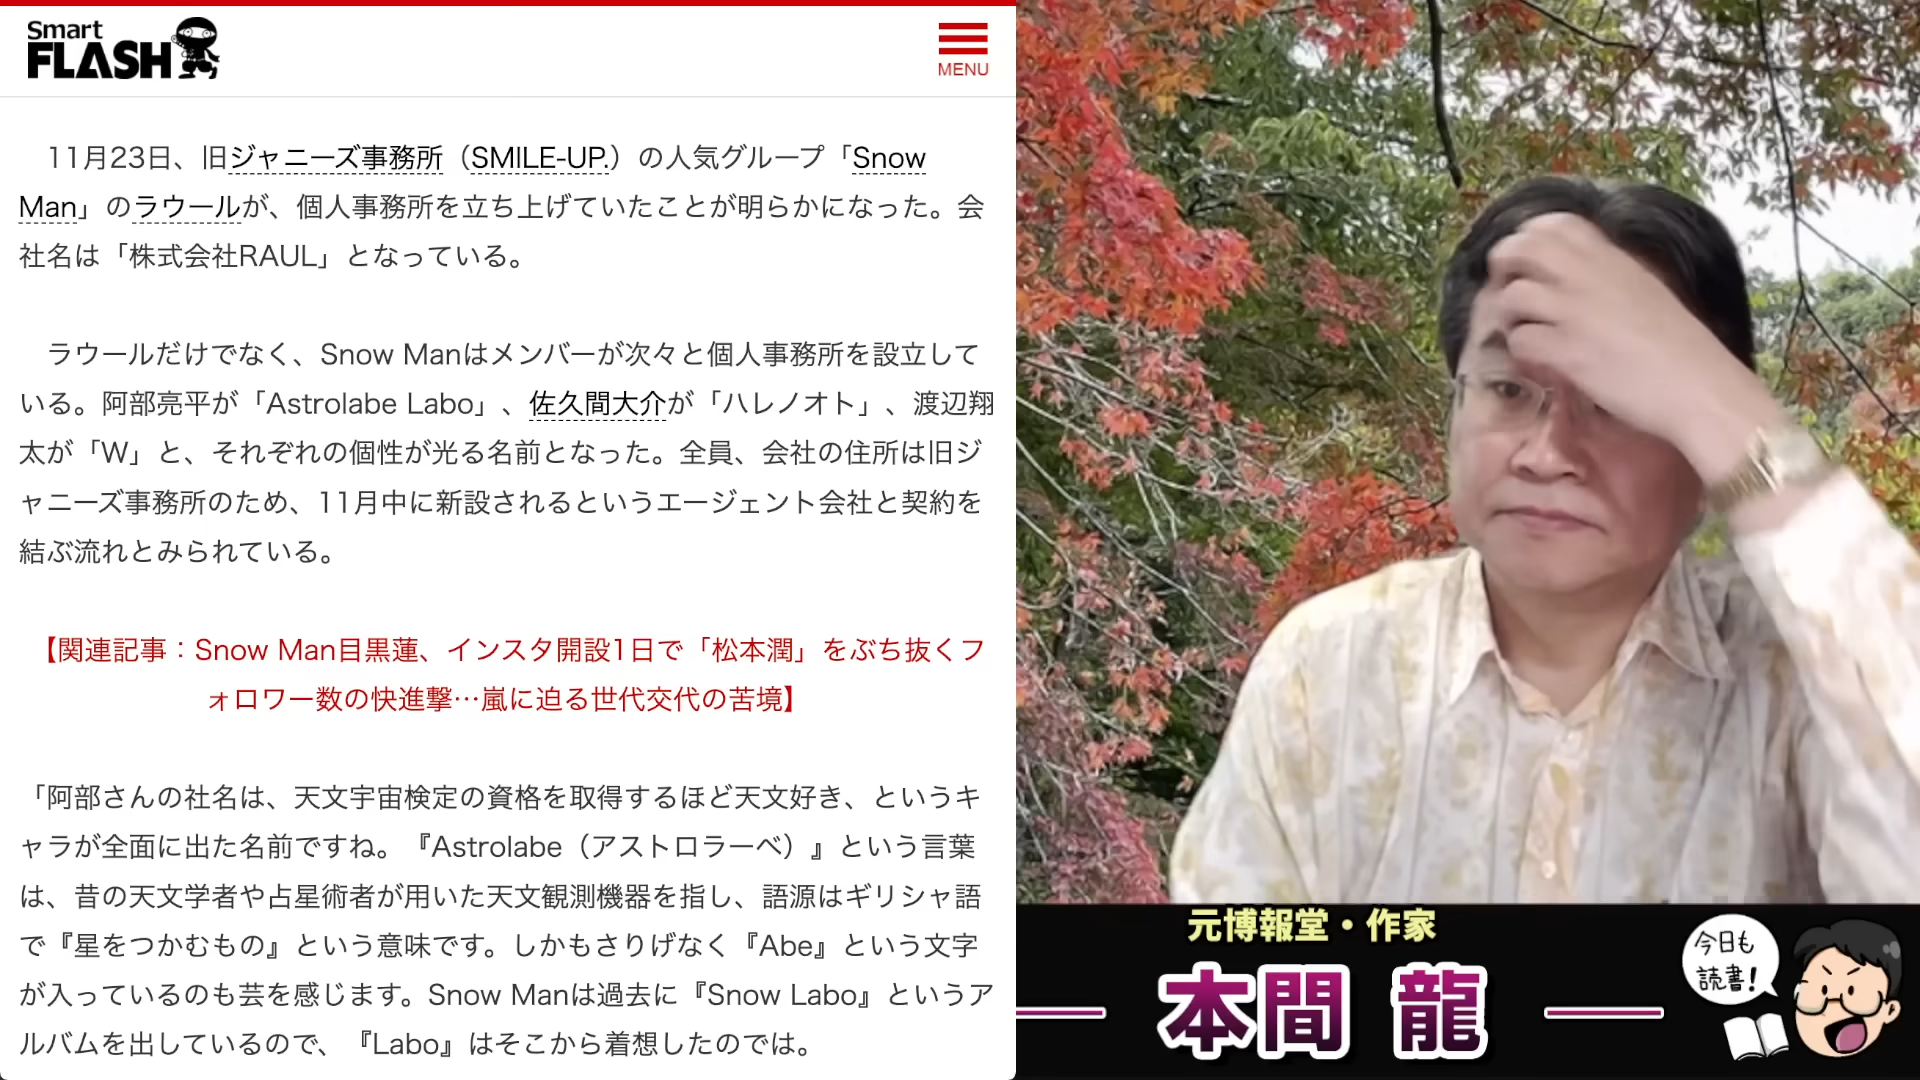 Smart
FLASH
MENU
11月23日、旧ジャニーズ事務所（SMILE-UP.）の人気グループ「Snow
Man」のラウールが、個人事務所を立ち上げていたことが明らかになった。会
社名は「株式会社RAUL」となっている。
ラウールだけでなく、Snow Manはメンバーが次々と個人事務所を設立して
いる。阿部亮平が「Astrolabe Labo」、佐久間大介が「ハレノオト」、渡辺翔
太が「W」と、それぞれの個性が光る名前となった。全員、会社の住所は旧ジ
ャニーズ事務所のため、11月中に新設されるというエージェント会社と契約を
結ぶ流れとみられている。
【関連記事：Snow Man目黒蓮、インスタ開設1日で「松本潤」をぶち抜くフ
ォロワー数の快進撃…嵐に迫る世代交代の苦境】
「阿部さんの社名は、天文宇宙検定の資格を取得するほど天文好き、というキ
ャラが全面に出た名前ですね。『Astrolabe（アストロラーベ）』という言葉
は、昔の天文学者や占星術者が用いた天文観測機器を指し、語源はギリシャ語
で『星をつかむもの』という意味です。しかもさりげなく『Abe』という文字
が入っているのも芸を感じます。Snow Manは過去に『Snow Labo』というア
ルバムを出しているので、『Labo』はそこから着想したのでは。
元博報堂・作家
本間 龍
今日も
読書!